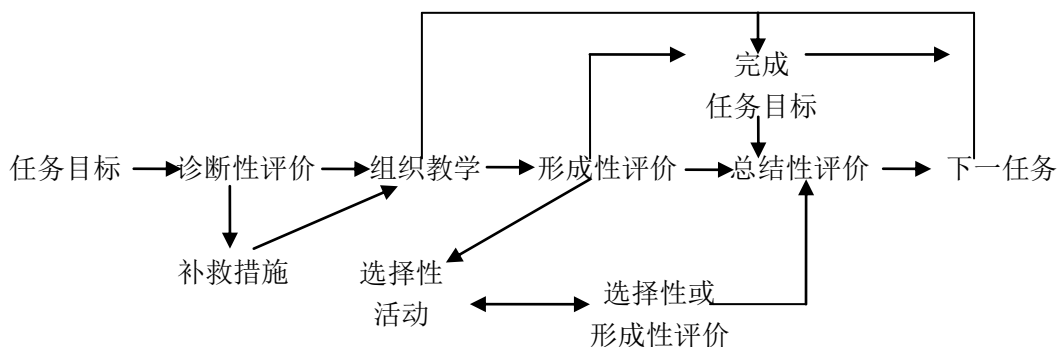 完成
任务目标
任务目标
诊断性评价
组织教学
形成性评价
总结性评价
下一任务
补救措施
选择性
活动
选择性或
形成性评价